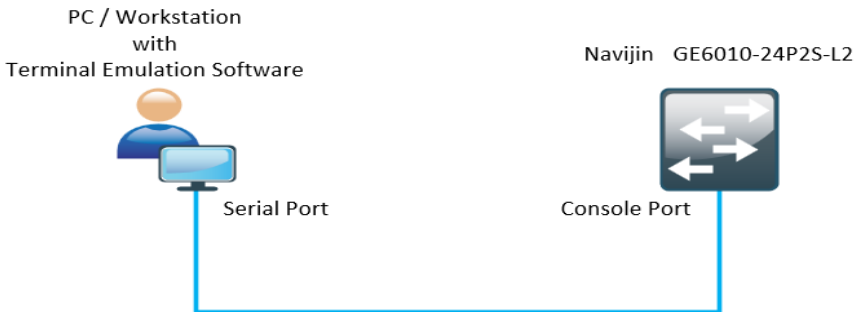 PC / Workstation
with
Terminal Emulation Software
Navijin GE6010-24P2S-L2
Serial Port
Console Port